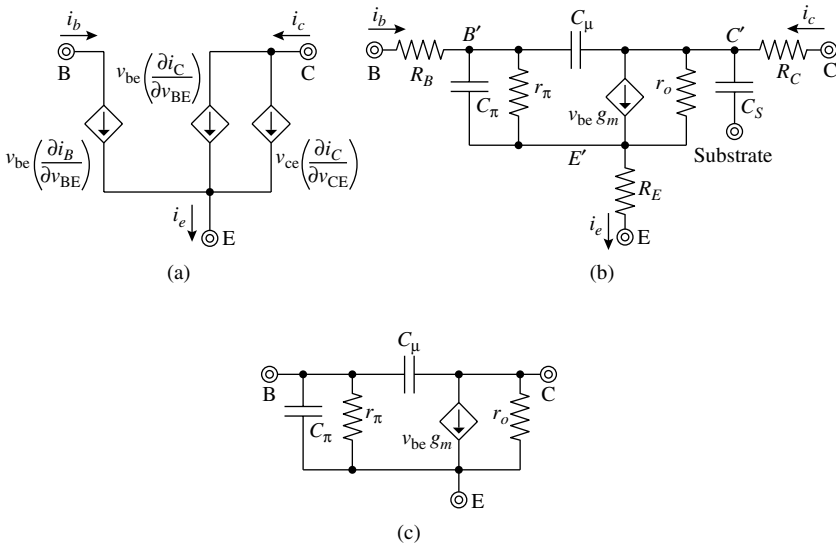 i_b
i_c
B
C
v_be(∂i_C/∂v_BE)
v_be(∂i_B/∂v_BE)
v_ce(∂i_C/∂v_CE)
i_e
E
(a)
i_b
B
R_B
B′
C_μ
C′
i_c
C
R_C
C_π
r_π
v_be g_m
r_o
C_S
Substrate
E′
R_E
i_e
E
(b)
C_μ
B
C
C_π
r_π
v_be g_m
r_o
E
(c)